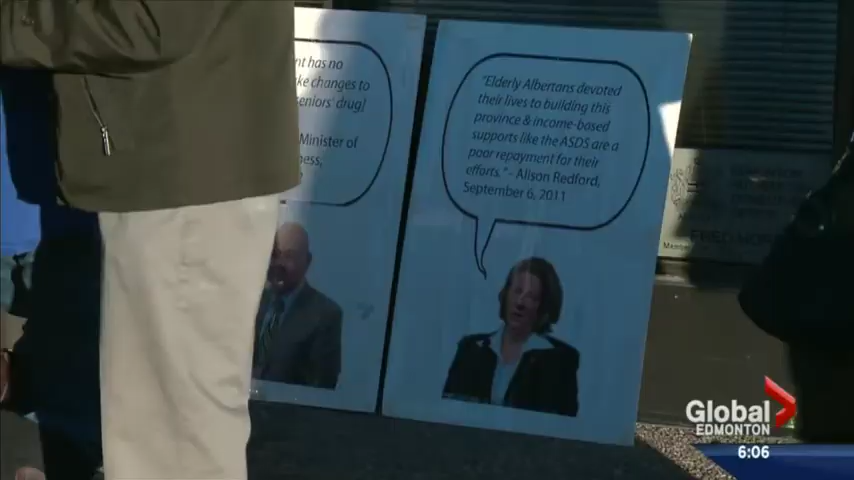 nt has no
ke changes to
eniors' drug!
Minister of
ness,
"Elderly Albertans devoted
their lives to building this
province & income-based
supports like the ASDS are a
poor repayment for their
efforts." - Alison Redford,
September 6, 2011
Global
EDMONTON
6:06